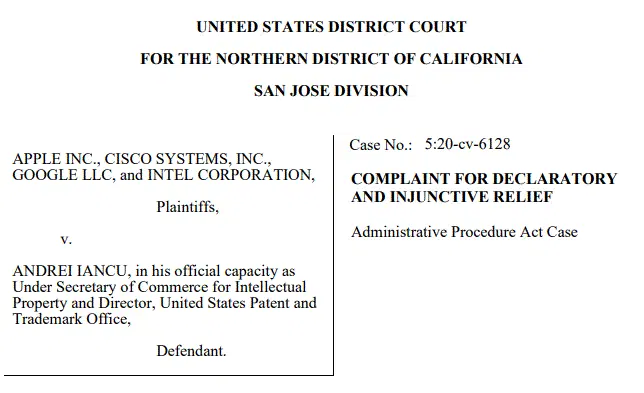 UNITED STATES DISTRICT COURT
FOR THE NORTHERN DISTRICT OF CALIFORNIA
SAN JOSE DIVISION
APPLE INC., CISCO SYSTEMS, INC.,
GOOGLE LLC, and INTEL CORPORATION,
Plaintiffs,
v.
ANDREI IANCU, in his official capacity as
Under Secretary of Commerce for Intellectual
Property and Director, United States Patent and
Trademark Office,
Defendant.
Case No.: 5:20-cv-6128
COMPLAINT FOR DECLARATORY
AND INJUNCTIVE RELIEF
Administrative Procedure Act Case